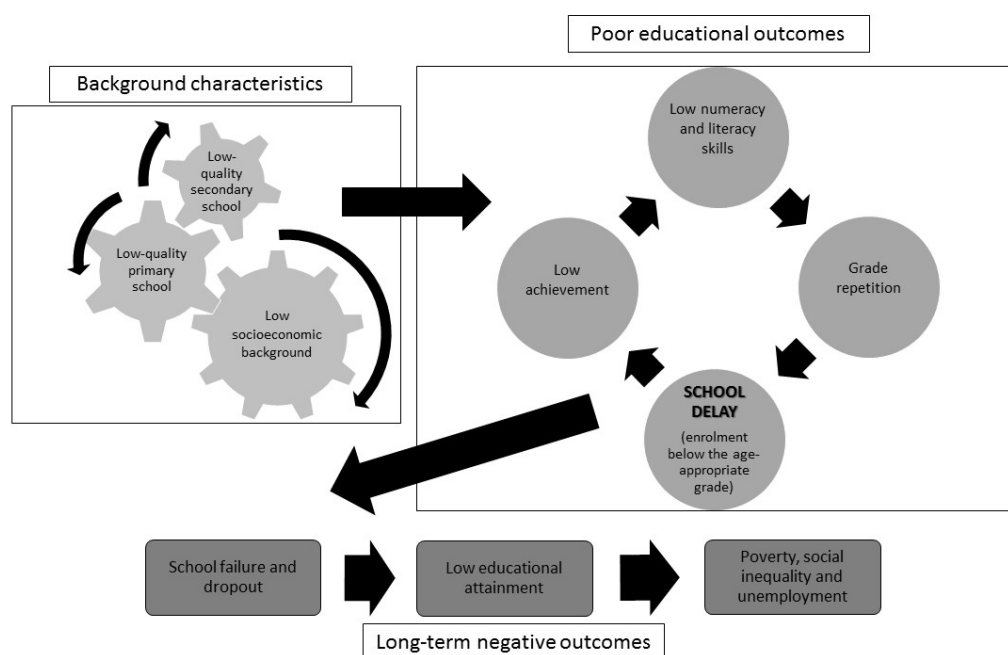 Poor educational outcomes
Background characteristics
Low-
quality
secondary
school
Low-quality
primary
school
Low
socioeconomic
background
Low numeracy
and literacy
skills
Low
achievement
Grade
repetition
SCHOOL
DELAY
(enrolment
below the age-
appropriate
grade)
School failure and
dropout
Low educational
attainment
Poverty, social
inequality and
unemployment
Long-term negative outcomes